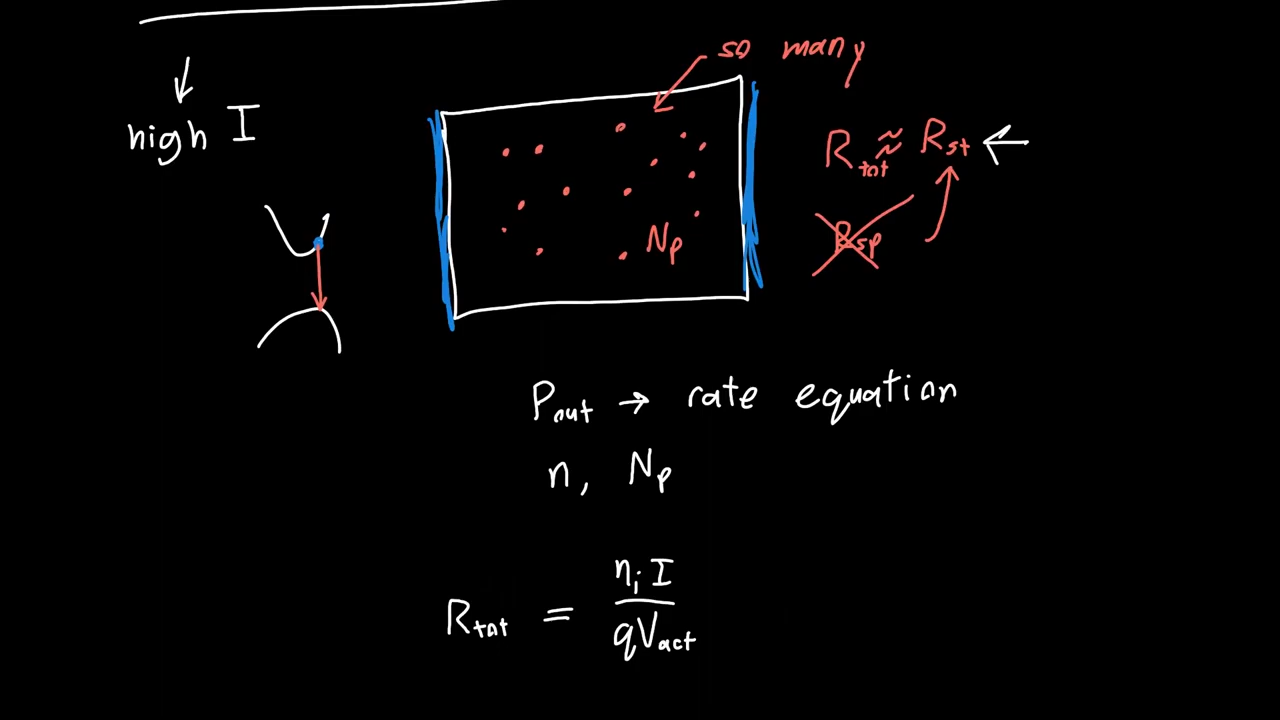 so many
high I
R_tot ≈ R_st ←
R_sp
N_p
P_out → rate equation
n, N_p
R_tot = η_i I / qV_act